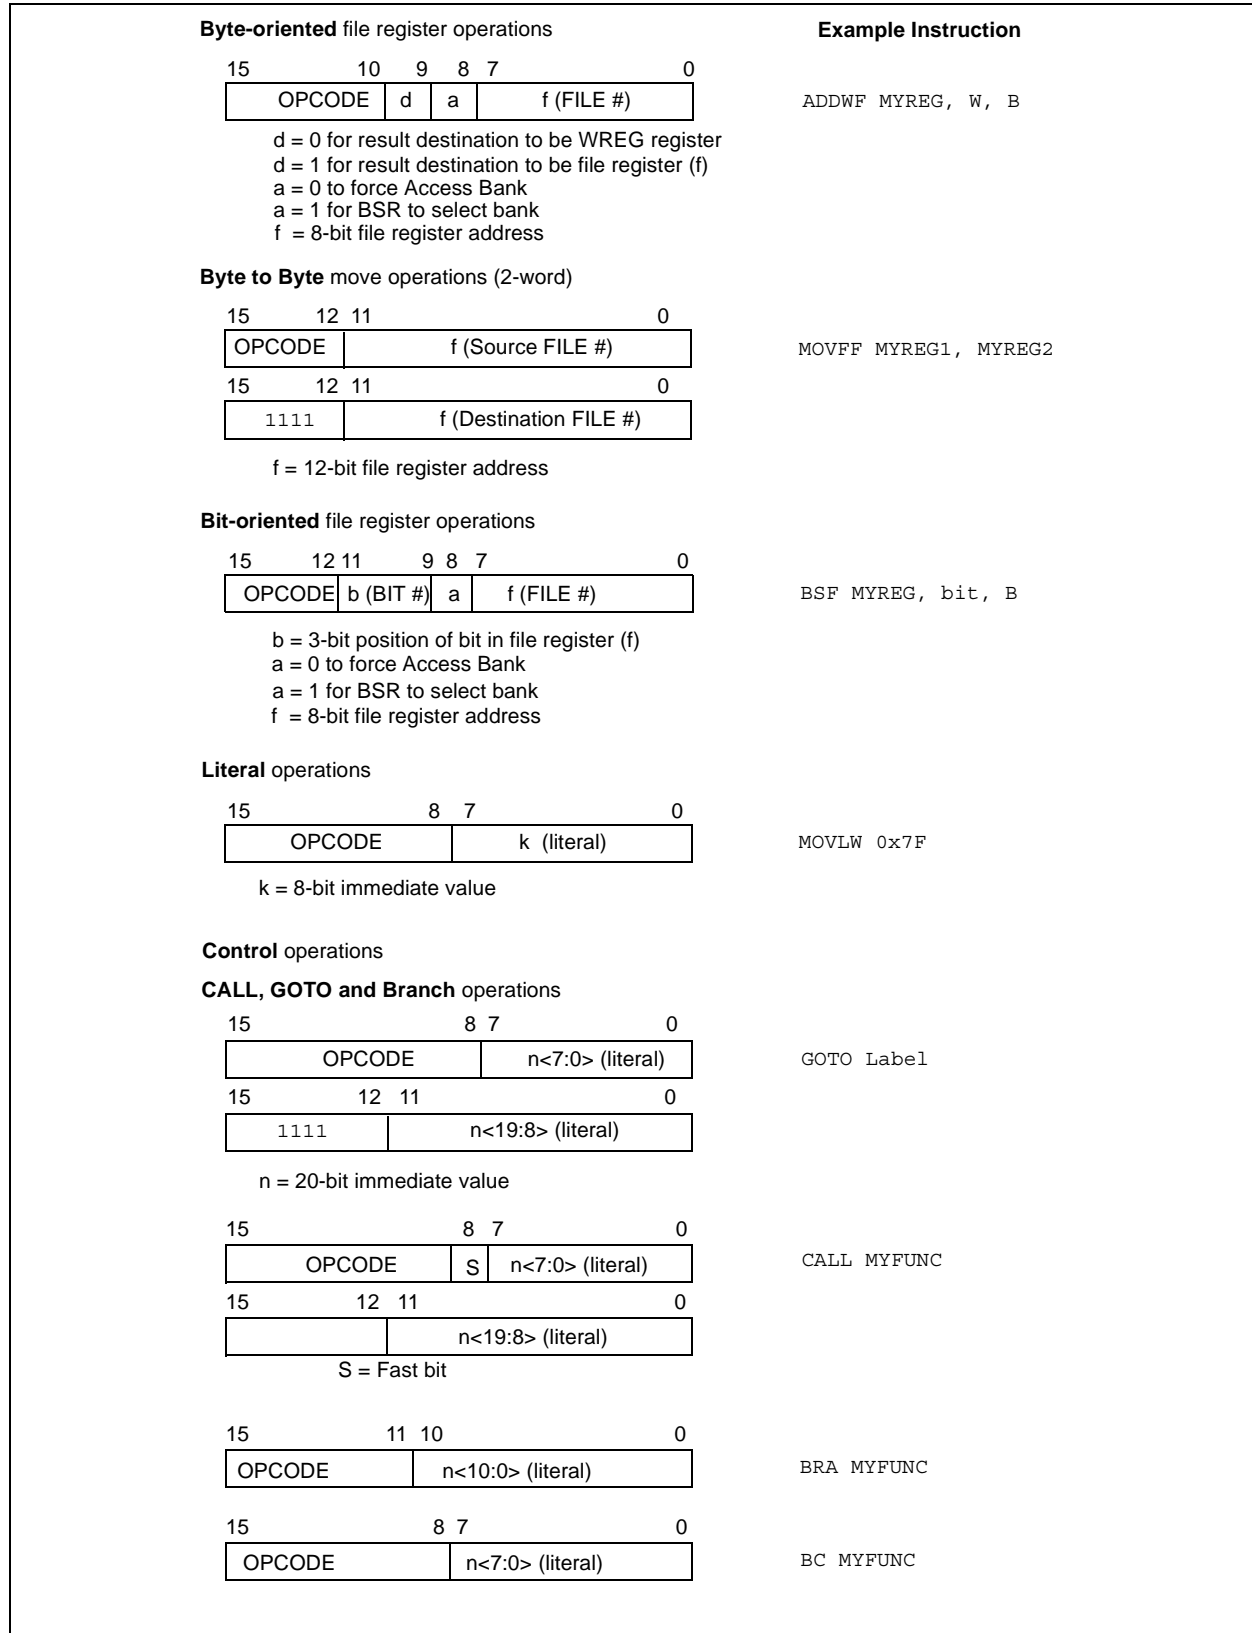 Byte-oriented file register operations Example Instruction
15 10 9 8 7 0
OPCODE d a f (FILE #) ADDWF MYREG, W, B
d = 0 for result destination to be WREG register
d = 1 for result destination to be file register (f)
a = 0 to force Access Bank
a = 1 for BSR to select bank
f = 8-bit file register address
Byte to Byte move operations (2-word)
15 12 11 0
OPCODE f (Source FILE #) MOVFF MYREG1, MYREG2
15 12 11 0
1111 f (Destination FILE #)
f = 12-bit file register address
Bit-oriented file register operations
15 12 11 9 8 7 0
OPCODE b (BIT #) a f (FILE #) BSF MYREG, bit, B
b = 3-bit position of bit in file register (f)
a = 0 to force Access Bank
a = 1 for BSR to select bank
f = 8-bit file register address
Literal operations
15 8 7 0
OPCODE k (literal) MOVLW 0x7F
k = 8-bit immediate value
Control operations
CALL, GOTO and Branch operations
15 8 7 0
OPCODE n<7:0> (literal) GOTO Label
15 12 11 0
1111 n<19:8> (literal)
n = 20-bit immediate value
15 8 7 0
OPCODE S n<7:0> (literal) CALL MYFUNC
15 12 11 0
n<19:8> (literal)
S = Fast bit
15 11 10 0
OPCODE n<10:0> (literal) BRA MYFUNC
15 8 7 0
OPCODE n<7:0> (literal) BC MYFUNC